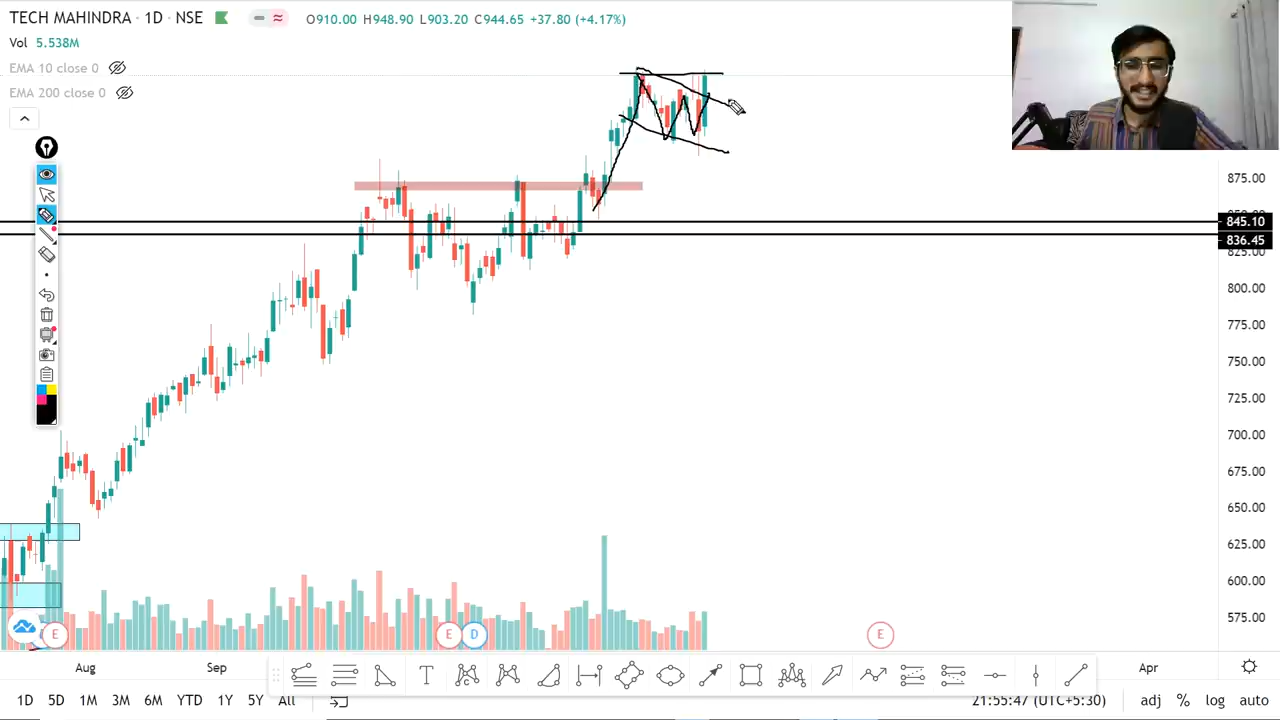 TECH MAHINDRA · 1D · NSE O910.00 H948.90 L903.20 C944.65 +37.80 (+4.17%)
Vol 5.538M
EMA 10 close 0
EMA 200 close 0
875.00
845.10
836.45
825.00
800.00
775.00
750.00
725.00
700.00
675.00
650.00
625.00
600.00
575.00
E E D E
Aug Sep Apr
1D 5D 1M 3M 6M YTD 1Y 5Y All 21:55:47 (UTC+5:30) adj % log auto